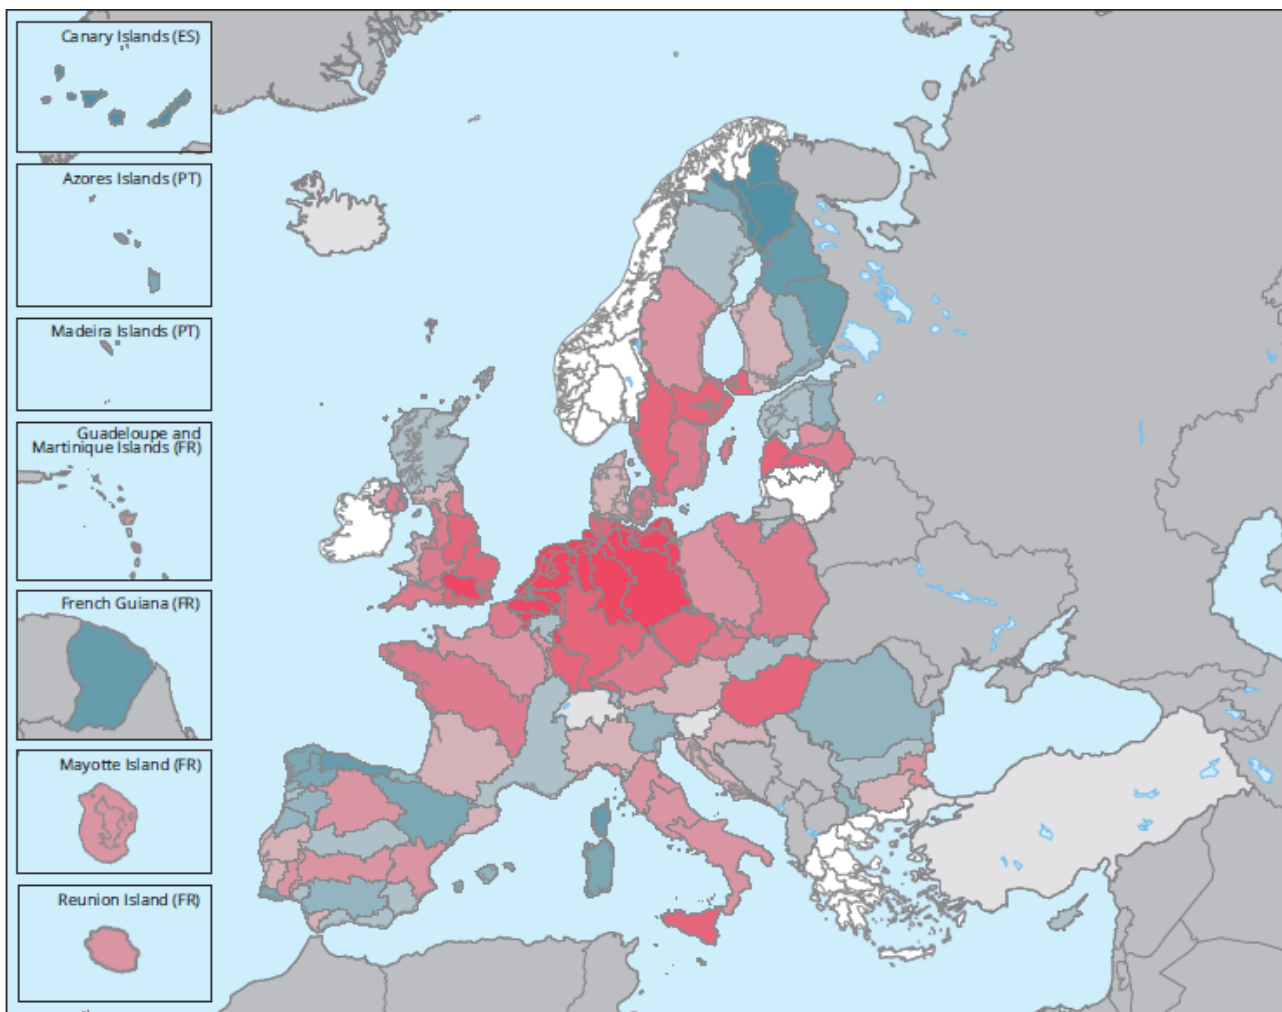 Canary Islands (ES)
Azores Islands (PT)
Madeira Islands (PT)
Guadeloupe and
Martinique Islands (FR)
French Guiana (FR)
Mayotte Island (FR)
Reunion Island (FR)